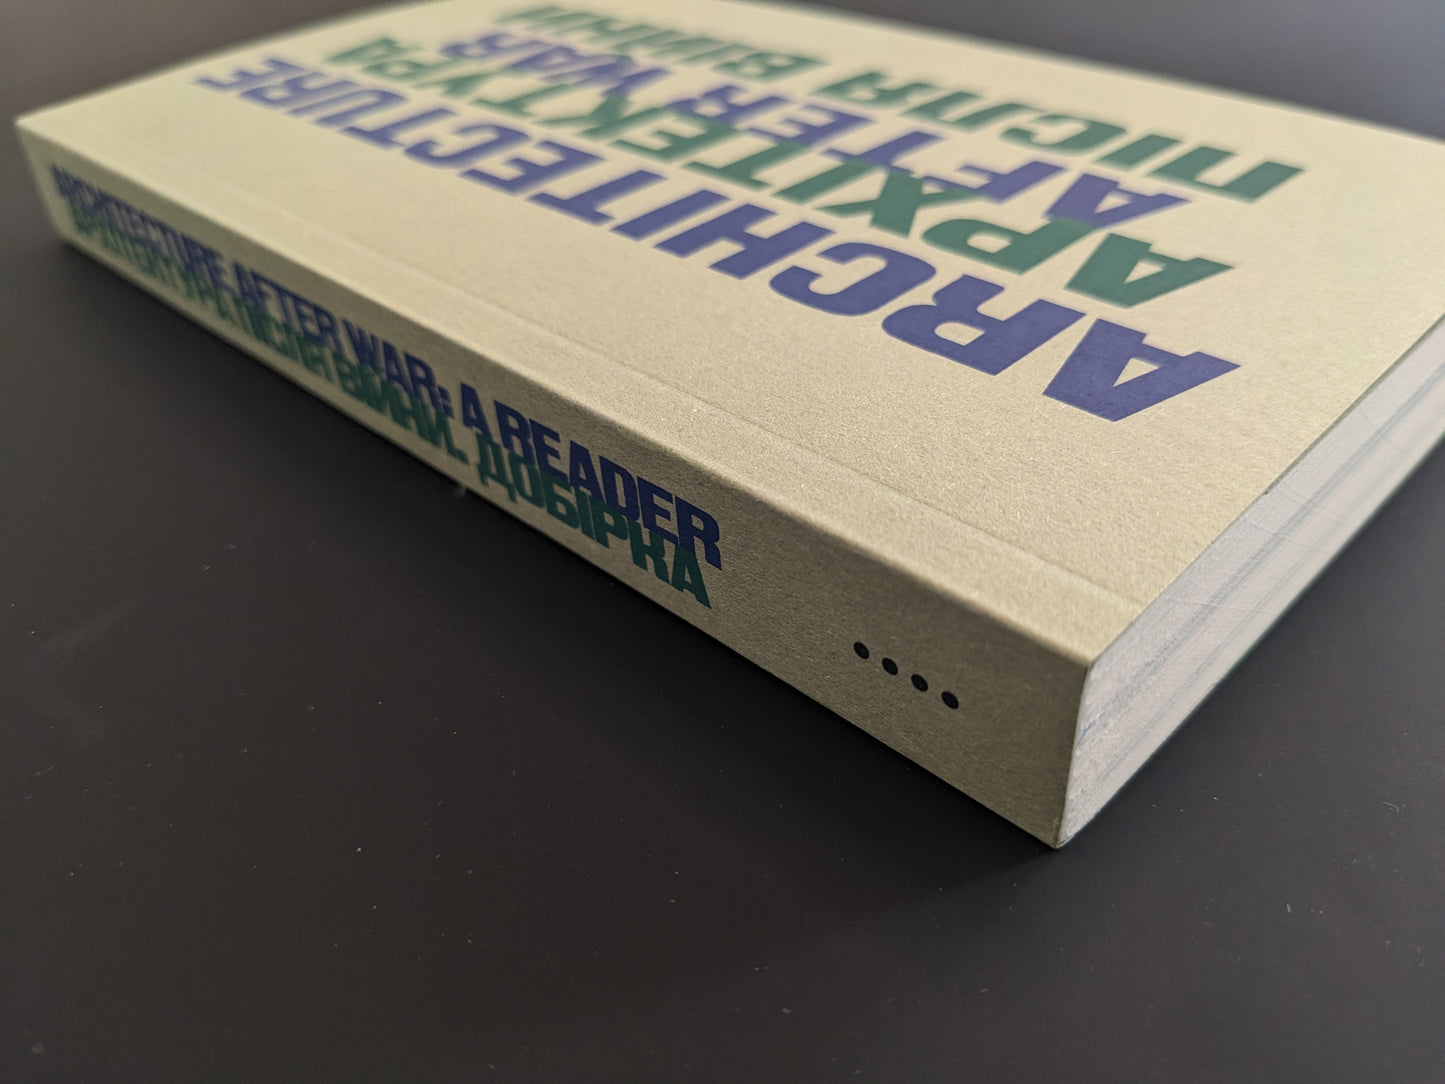 ARCHITECTURE
АРХІТЕКТУРА
AFTER WAR
ПІСЛЯ ВІЙНИ
ARCHITECTURE AFTER WAR: A READER
АРХІТЕКТУРА ПІСЛЯ ВІЙНИ. ДОБІРКА